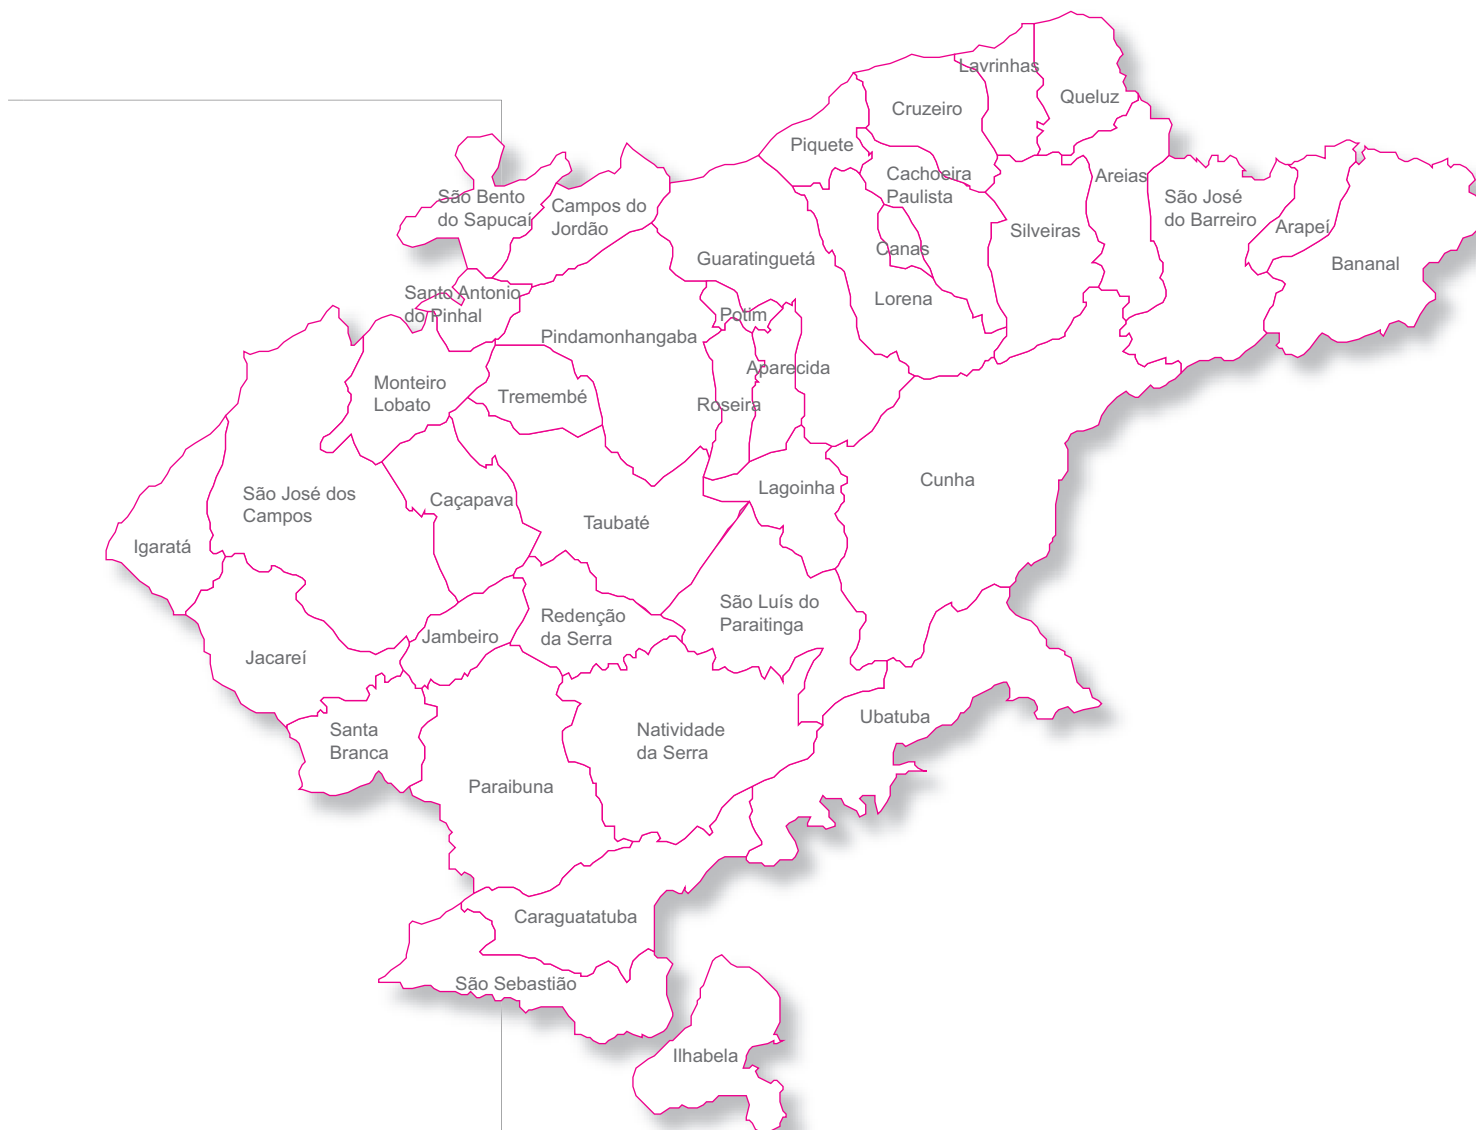 Lavrinhas
Queluz
Cruzeiro
Piquete
Cachoeira
Paulista
Areias
São José
do Barreiro
São Bento
do Sapucaí
Campos do
Jordão
Silveiras
Arapeí
Canas
Guaratinguetá
Bananal
Santo Antonio
do Pinhal
Lorena
Potim
Pindamonhangaba
Aparecida
Monteiro
Lobato
Tremembé
Roseira
Cunha
Lagoinha
São José dos
Campos
Caçapava
Taubaté
Igaratá
São Luís do
Paraitinga
Redenção
da Serra
Jambeiro
Jacareí
Ubatuba
Santa
Branca
Natividade
da Serra
Paraibuna
Caraguatatuba
São Sebastião
Ilhabela